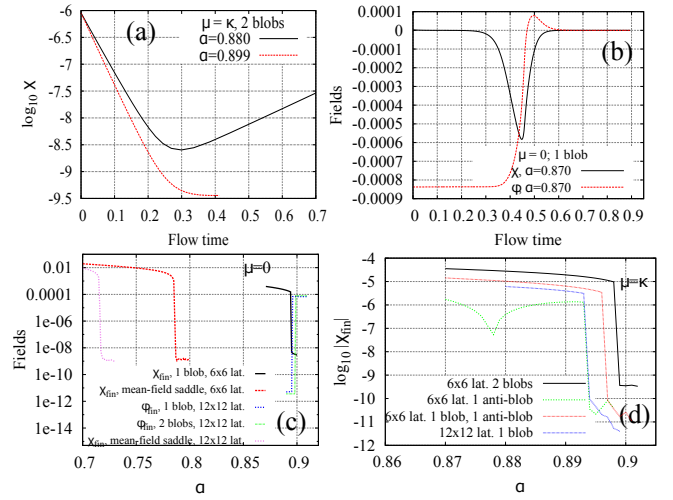 -6
-6.5
-7
-7.5
-8
-8.5
-9
-9.5
log10 X
(a)
μ= κ, 2 blobs
α=0.880
α=0.899
0 0.1 0.2 0.3 0.4 0.5 0.6 0.7
Flow time
0.0001
0
-0.0001
-0.0002
-0.0003
-0.0004
-0.0005
-0.0006
-0.0007
-0.0008
-0.0009
Fields
(b)
μ= 0; 1 blob
χ, α=0.870
φ, α=0.870
0 0.1 0.2 0.3 0.4 0.5 0.6 0.7 0.8 0.9
Flow time
0.01
0.0001
1e-06
1e-08
1e-10
1e-12
1e-14
Fields
μ=0
χfin, 1 blob, 6x6 lat.
χfin, mean-field saddle, 6x6 lat.
φfin, 1 blob, 12x12 lat.
φfin, 2 blobs, 12x12 lat.
χfin, mean-field saddle, 12x12 lat.
(c)
0.7 0.75 0.8 0.85 0.9
α
-4
-5
-6
-7
-8
-9
-10
-11
-12
log10 |Xfin|
μ=κ
6x6 lat. 2 blobs
6x6 lat. 1 anti-blob
6x6 lat. 1 blob, 1 anti-blob
12x12 lat. 1 blob
(d)
0.86 0.87 0.88 0.89 0.9
α